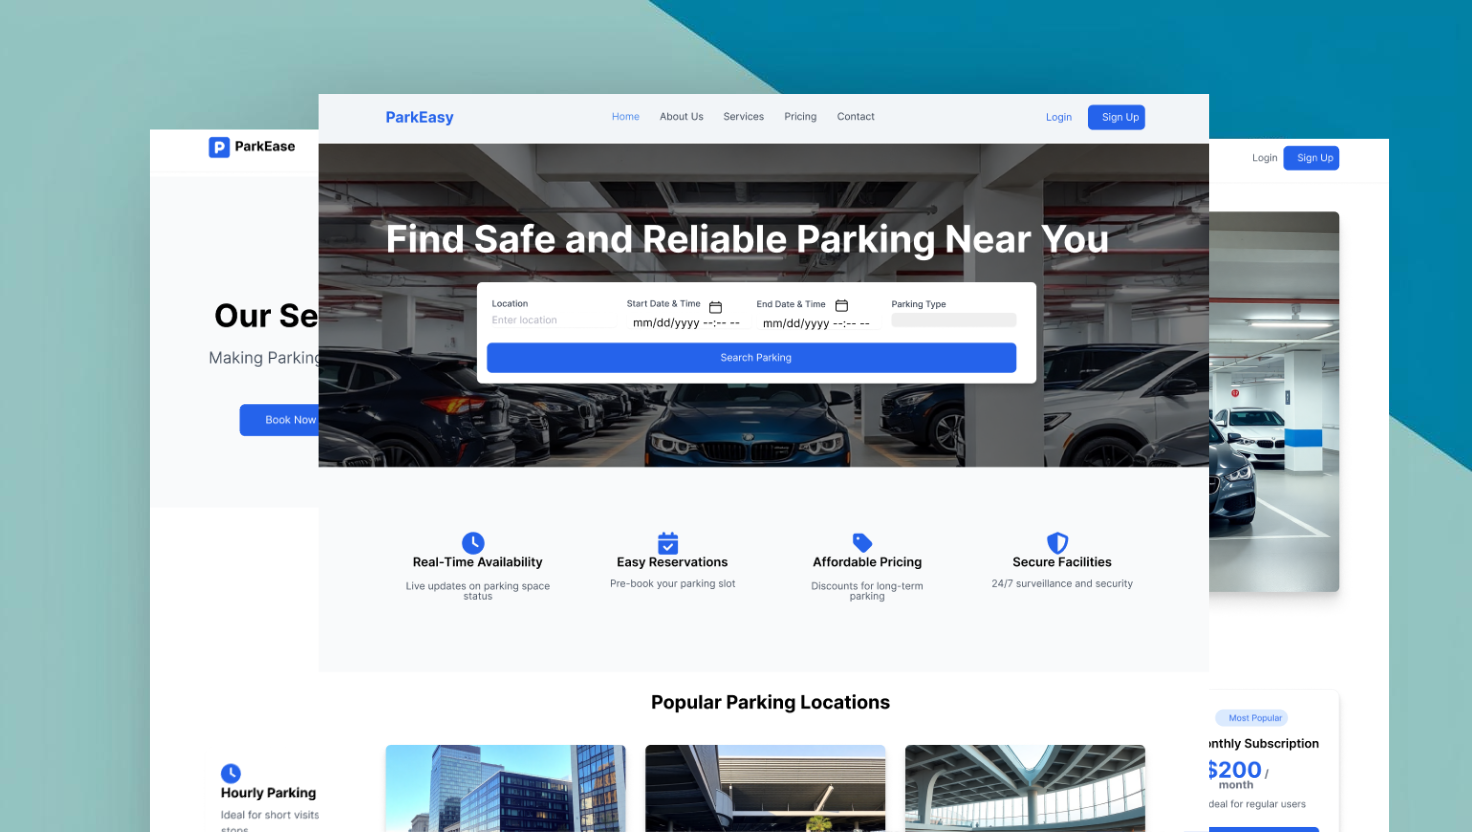 ParkEasy
Home
About Us
Services
Pricing
Contact
Login
Sign Up
Find Safe and Reliable Parking Near You
Location
Enter location
Start Date & Time
mm/dd/yyyy --:-- --
End Date & Time
mm/dd/yyyy --:-- --
Parking Type
Search Parking
Real-Time Availability
Live updates on parking space
status
Easy Reservations
Pre-book your parking slot
Affordable Pricing
Discounts for long-term
parking
Secure Facilities
24/7 surveillance and security
Popular Parking Locations
P ParkEase
Our Se
Making Parking
Book Now
Hourly Parking
Ideal for short visits
stops
Login
Sign Up
Most Popular
onthly Subscription
$200 /
month
deal for regular users